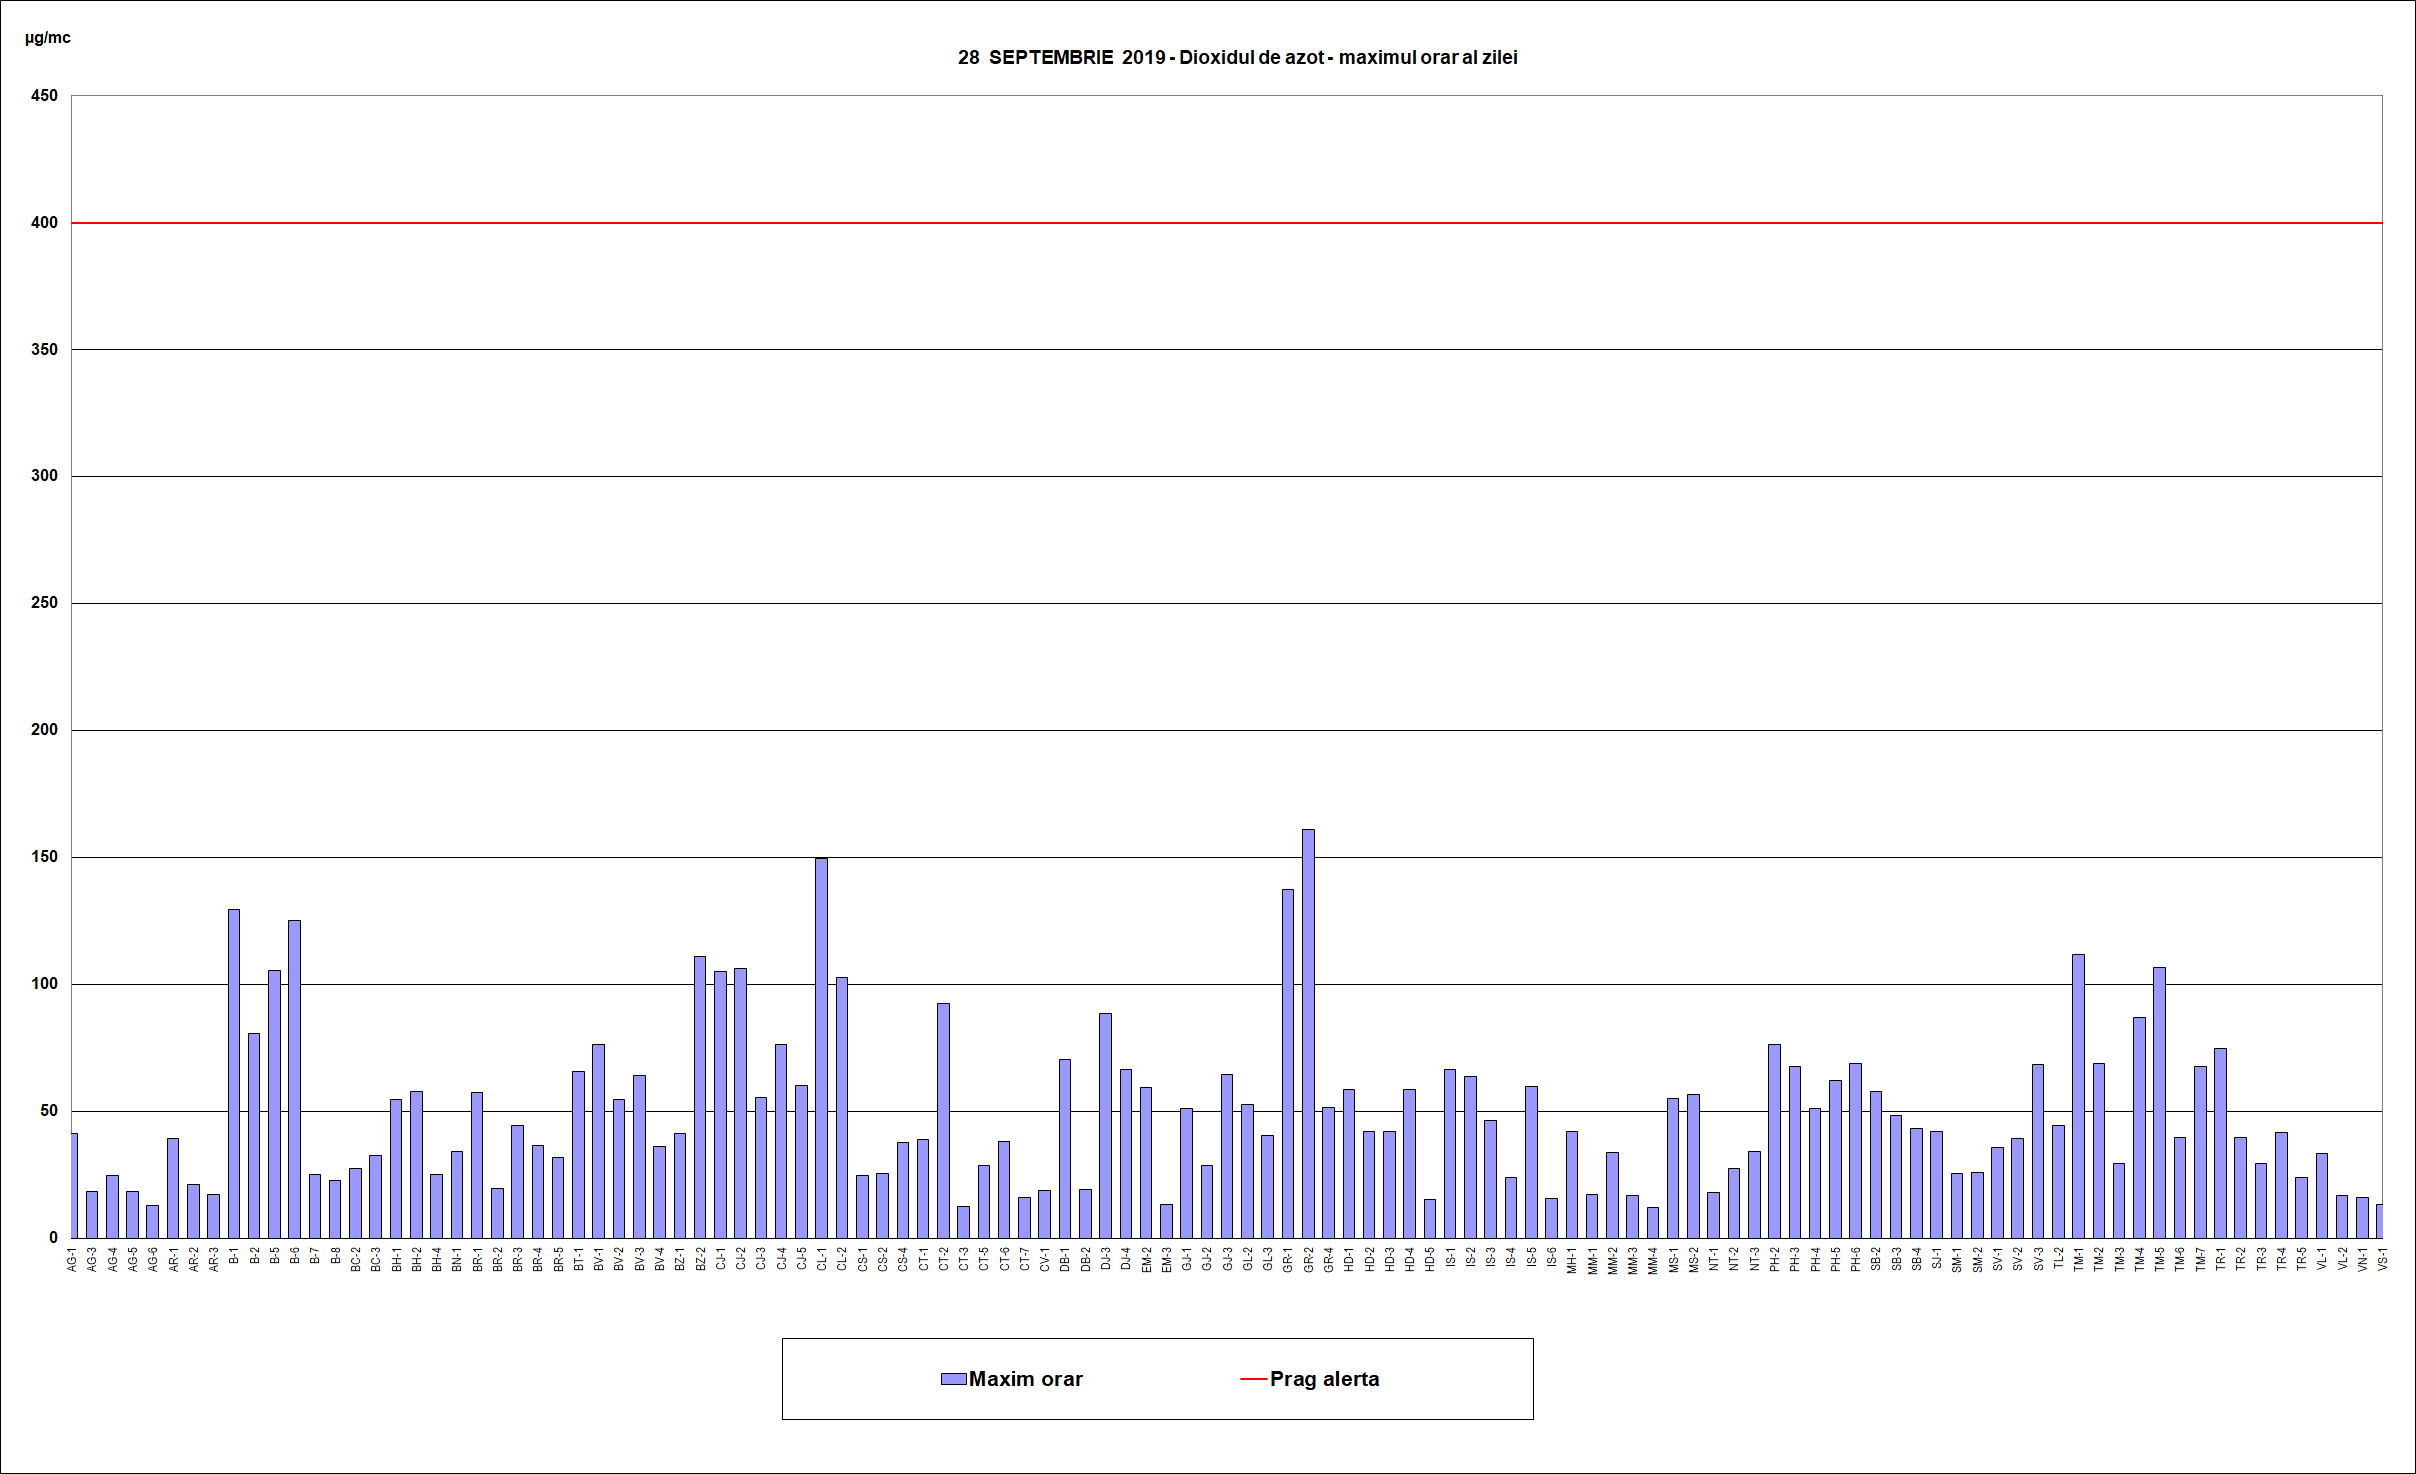 µg/mc
28 SEPTEMBRIE 2019 - Dioxidul de azot - maximul orar al zilei
450
400
350
300
250
200
150
100
50
0
AG-1 AG-3 AG-4 AG-5 AG-6 AR-1 AR-2 AR-3 B-1 B-2 B-5 B-6 B-7 B-8 BC-2 BC-3 BH-1 BH-2 BH-4 BN-1 BR-1 BR-2 BR-3 BR-4 BR-5 BT-1 BV-1 BV-2 BV-3 BV-4 BZ-1 BZ-2 CJ-1 CJ-2 CJ-3 CJ-4 CJ-5 CL-1 CL-2 CS-1 CS-2 CS-4 CT-1 CT-2 CT-3 CT-5 CT-6 CT-7 CV-1 DB-1 DB-2 DJ-3 DJ-4 EM-2 EM-3 GJ-1 GJ-2 GJ-3 GL-2 GL-3 GR-1 GR-2 GR-4 HD-1 HD-2 HD-3 HD-4 HD-5 IS-1 IS-2 IS-3 IS-4 IS-5 IS-6 MH-1 MM-1 MM-2 MM-3 MM-4 MS-1 MS-2 NT-1 NT-2 NT-3 PH-2 PH-3 PH-4 PH-5 PH-6 SB-2 SB-3 SB-4 SJ-1 SM-1 SM-2 SV-1 SV-2 SV-3 TL-2 TM-1 TM-2 TM-3 TM-4 TM-5 TM-6 TM-7 TR-1 TR-2 TR-3 TR-4 TR-5 VL-1 VL-2 VN-1 VS-1
Maxim orar Prag alerta